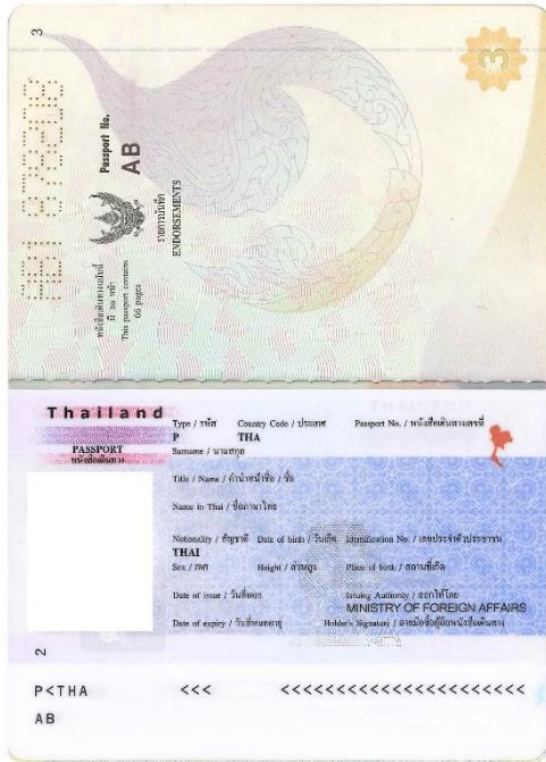 3
3
Passport No.
AB
รายการบันทึก
ENDORSEMENTS
หนังสือเดินทางฉบับนี้
มี ๖๖ หน้า
This passport contains
66 pages
Thailand
PASSPORT
หนังสือเดินทาง
Type / รหัส Country Code / ประเทศ Passport No. / หนังสือเดินทางเลขที่
P THA
Surname / นามสกุล
Title / Name / คำนำหน้าชื่อ / ชื่อ
Name in Thai / ชื่อภาษาไทย
Nationality / สัญชาติ Date of birth / วันเกิด Identification No. / เลขประจำตัวประชาชน
THAI
Sex / เพศ Height / ส่วนสูง Place of birth / สถานที่เกิด
Date of issue / วันที่ออก Issuing Authority / ออกให้โดย
MINISTRY OF FOREIGN AFFAIRS
Date of expiry / วันที่หมดอายุ Holder's Signature / ลายมือชื่อผู้ถือหนังสือเดินทาง
2
P<THA <<< <<<<<<<<<<<<<<<<<<<<<<<<<<
AB